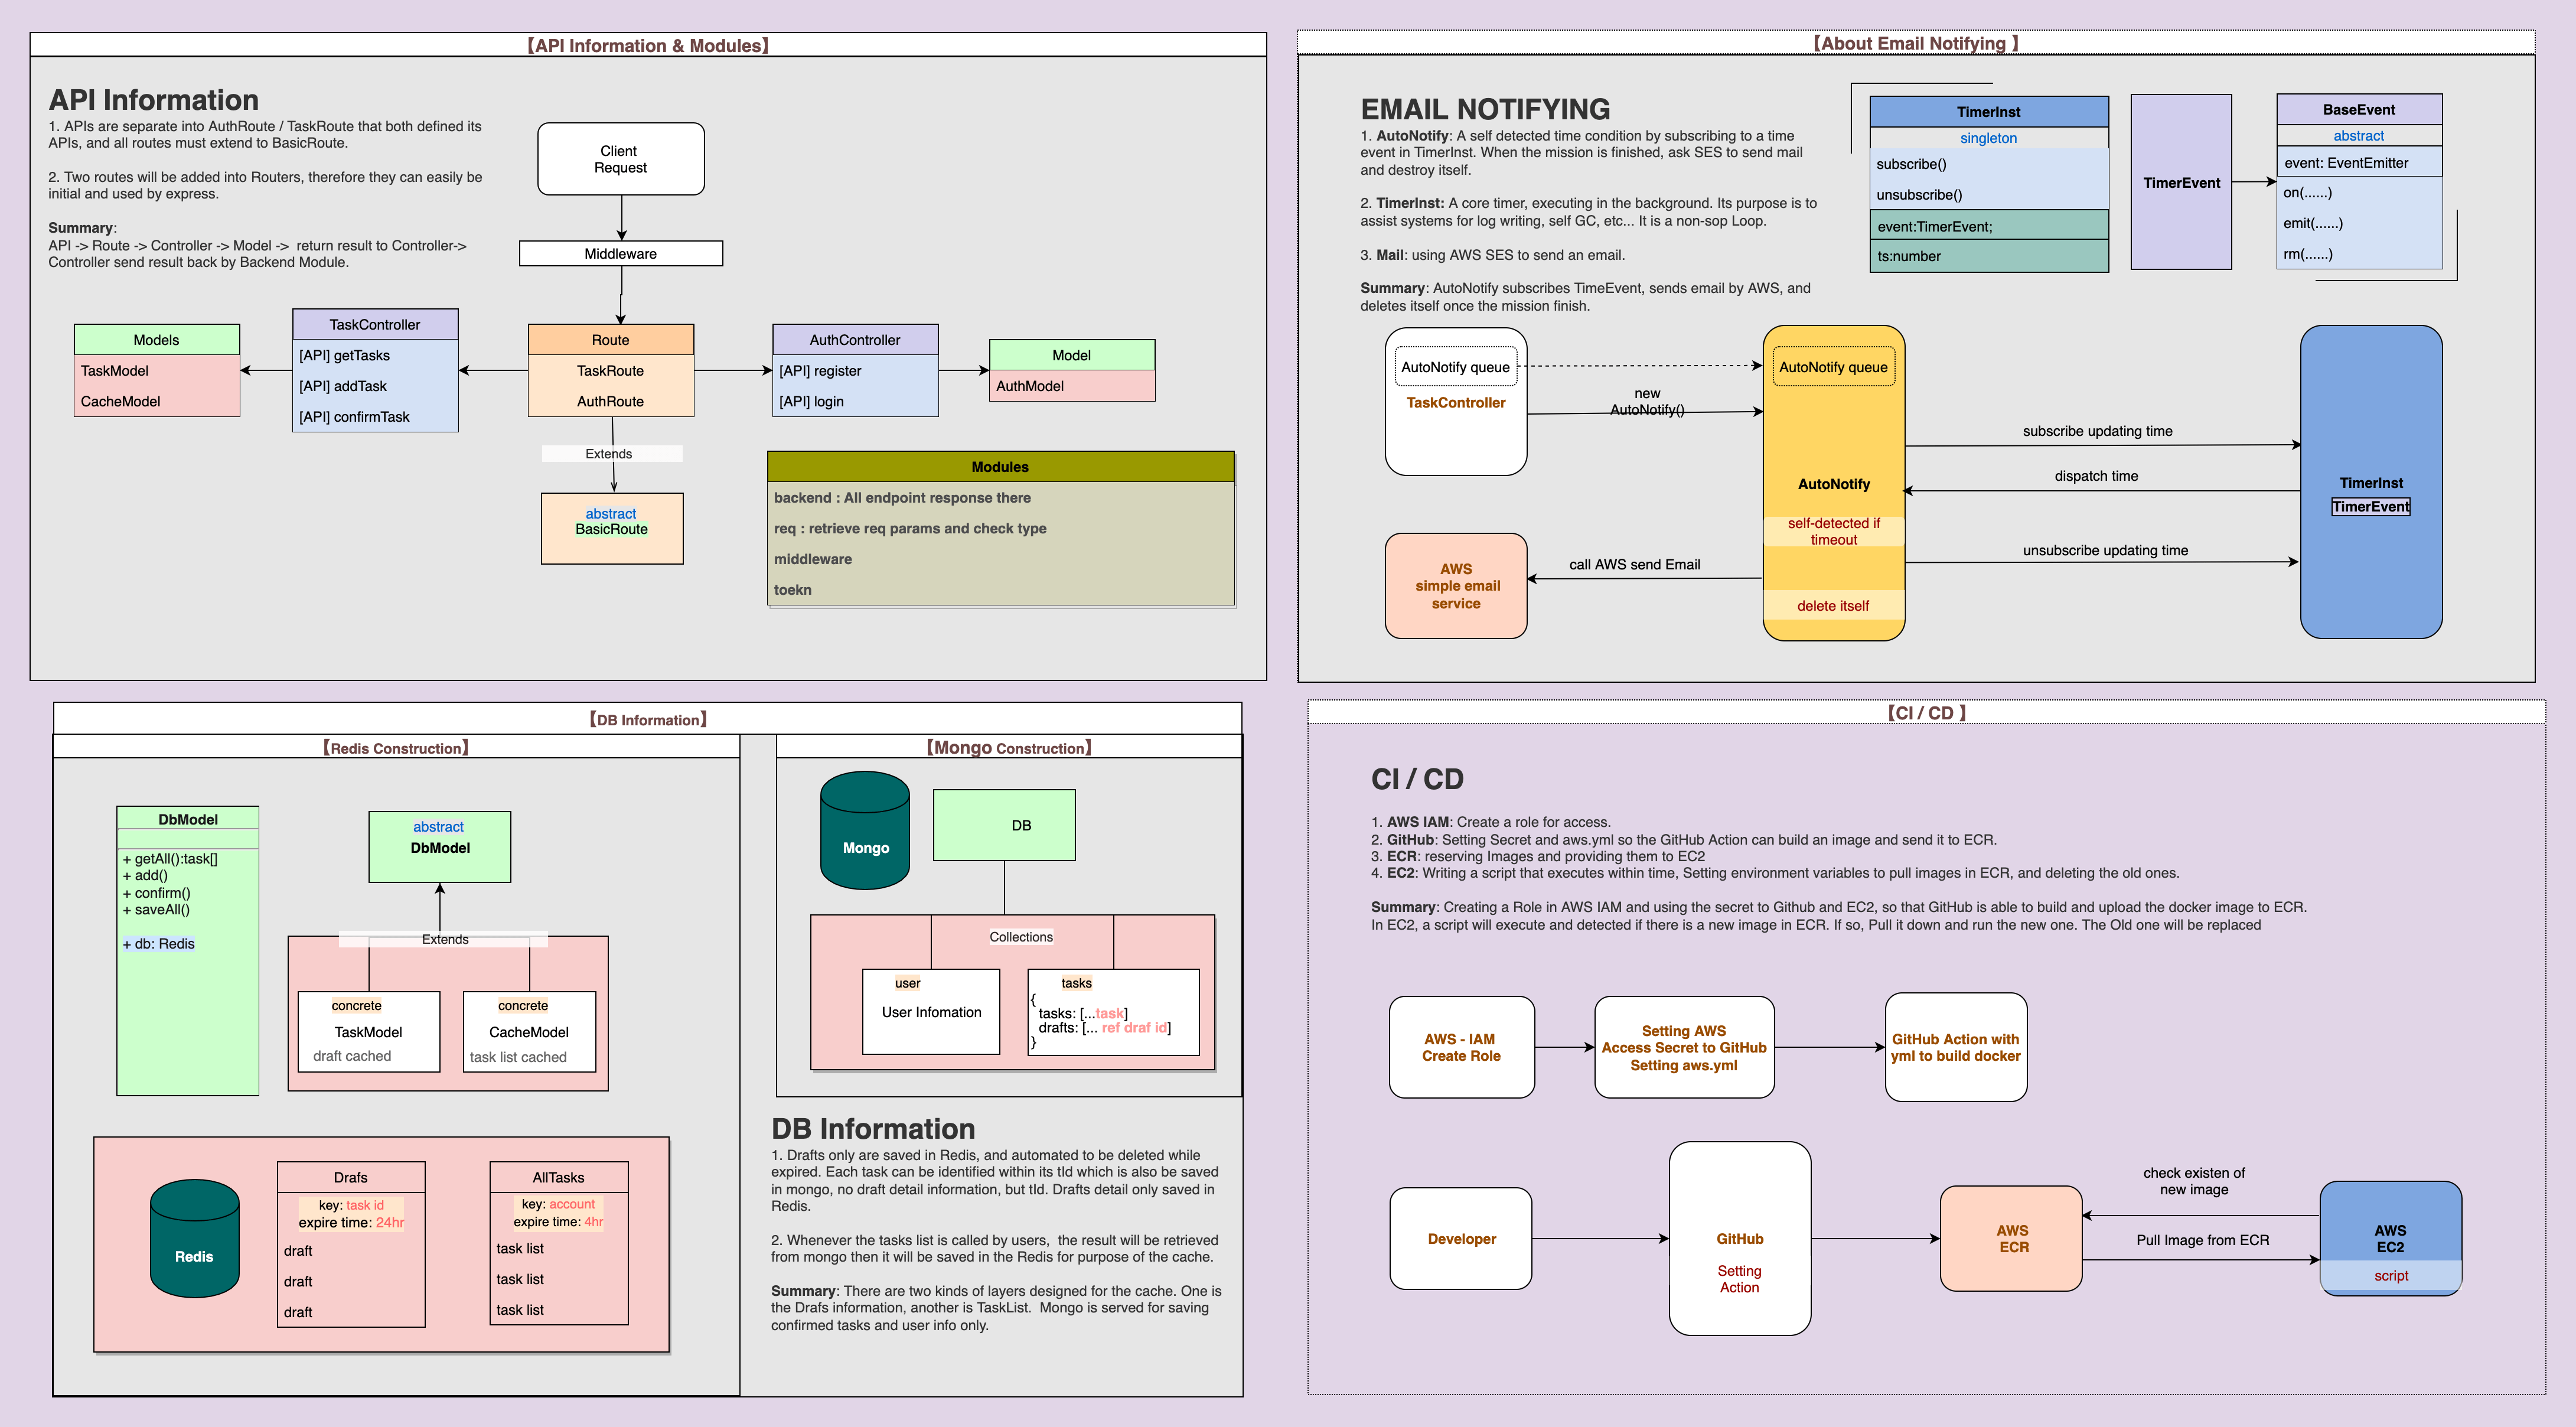 【API Information & Modules】
API Information
1. APIs are separate into AuthRoute / TaskRoute that both defined its
APIs, and all routes must extend to BasicRoute.
2. Two routes will be added into Routers, therefore they can easily be
initial and used by express.
Summary:
API -> Route -> Controller -> Model -> return result to Controller->
Controller send result back by Backend Module.
Client
Request
Middleware
Models
TaskModel
CacheModel
TaskController
[API] getTasks
[API] addTask
[API] confirmTask
Route
TaskRoute
AuthRoute
AuthController
[API] register
[API] login
Model
AuthModel
Extends
abstract
BasicRoute
Modules
backend : All endpoint response there
req : retrieve req params and check type
middleware
toekn
【About Email Notifying 】
EMAIL NOTIFYING
1. AutoNotify: A self detected time condition by subscribing to a time
event in TimerInst. When the mission is finished, ask SES to send mail
and destroy itself.
2. TimerInst: A core timer, executing in the background. Its purpose is to
assist systems for log writing, self GC, etc... It is a non-sop Loop.
3. Mail: using AWS SES to send an email.
Summary: AutoNotify subscribes TimeEvent, sends email by AWS, and
deletes itself once the mission finish.
TimerInst
singleton
subscribe()
unsubscribe()
event:TimerEvent;
ts:number
TimerEvent
BaseEvent
abstract
event: EventEmitter
on(......)
emit(......)
rm(......)
AutoNotify queue
TaskController
new
AutoNotify()
AutoNotify queue
AutoNotify
self-detected if
timeout
delete itself
subscribe updating time
dispatch time
unsubscribe updating time
TimerInst
TimerEvent
call AWS send Email
AWS
simple email
service
【DB Information】
【Redis Construction】
DbModel
+ getAll():task[]
+ add()
+ confirm()
+ saveAll()
+ db: Redis
abstract
DbModel
Extends
concrete
TaskModel
draft cached
concrete
CacheModel
task list cached
Redis
Drafs
key: task id
expire time: 24hr
draft
draft
draft
AllTasks
key: account
expire time: 4hr
task list
task list
task list
【Mongo Construction】
Mongo
DB
Collections
user
User Infomation
tasks
{
tasks: [...task]
drafts: [... ref draf id]
}
DB Information
1. Drafts only are saved in Redis, and automated to be deleted while
expired. Each task can be identified within its tId which is also be saved
in mongo, no draft detail information, but tId. Drafts detail only saved in
Redis.
2. Whenever the tasks list is called by users, the result will be retrieved
from mongo then it will be saved in the Redis for purpose of the cache.
Summary: There are two kinds of layers designed for the cache. One is
the Drafs information, another is TaskList. Mongo is served for saving
confirmed tasks and user info only.
【CI / CD 】
CI / CD
1. AWS IAM: Create a role for access.
2. GitHub: Setting Secret and aws.yml so the GitHub Action can build an image and send it to ECR.
3. ECR: reserving Images and providing them to EC2
4. EC2: Writing a script that executes within time, Setting environment variables to pull images in ECR, and deleting the old ones.
Summary: Creating a Role in AWS IAM and using the secret to Github and EC2, so that GitHub is able to build and upload the docker image to ECR.
In EC2, a script will execute and detected if there is a new image in ECR. If so, Pull it down and run the new one. The Old one will be replaced
AWS - IAM
Create Role
Setting AWS
Access Secret to GitHub
Setting aws.yml
GitHub Action with
yml to build docker
Developer
GitHub
Setting
Action
AWS
ECR
check existen of
new image
Pull Image from ECR
AWS
EC2
script